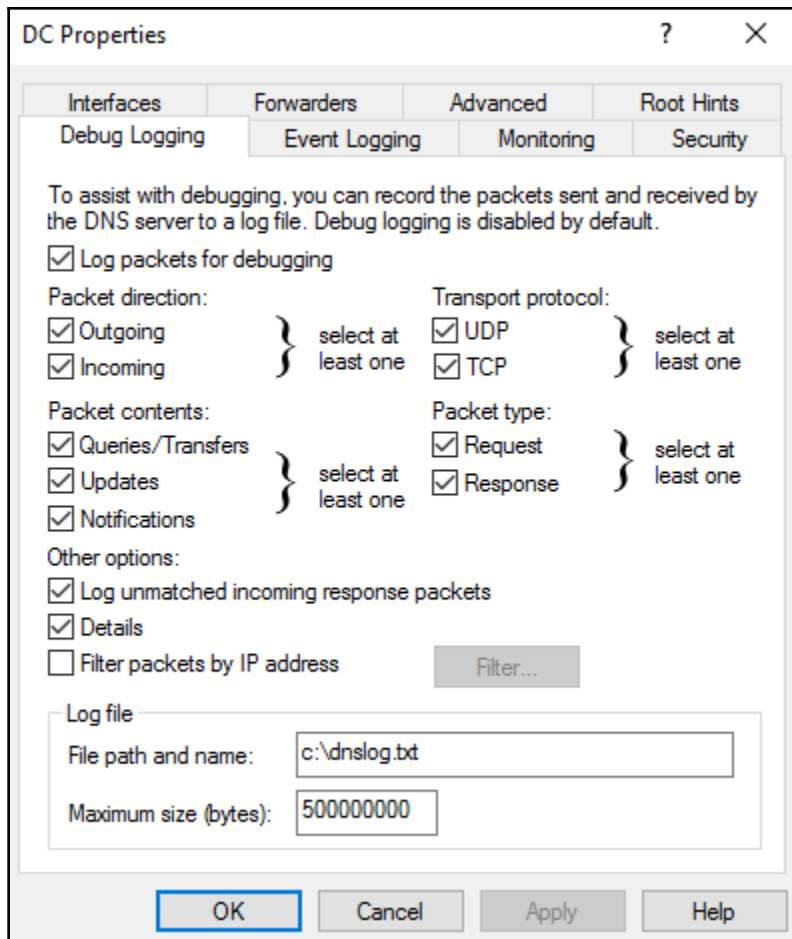 DC Properties
?
Interfaces
Forwarders
Advanced
Root Hints
Debug Logging
Event Logging
Monitoring
Security
To assist with debugging, you can record the packets sent and received by
the DNS server to a log file. Debug logging is disabled by default.
Log packets for debugging
Packet direction:
Outgoing
Incoming
select at
least one
Transport protocol:
UDP
TCP
select at
least one
Packet contents:
Queries/Transfers
Updates
Notifications
select at
least one
Packet type:
Request
Response
select at
least one
Other options:
Log unmatched incoming response packets
Details
Filter packets by IP address
Filter...
Log file
File path and name:
c:\dnslog.txt
Maximum size (bytes):
500000000
OK
Cancel
Apply
Help